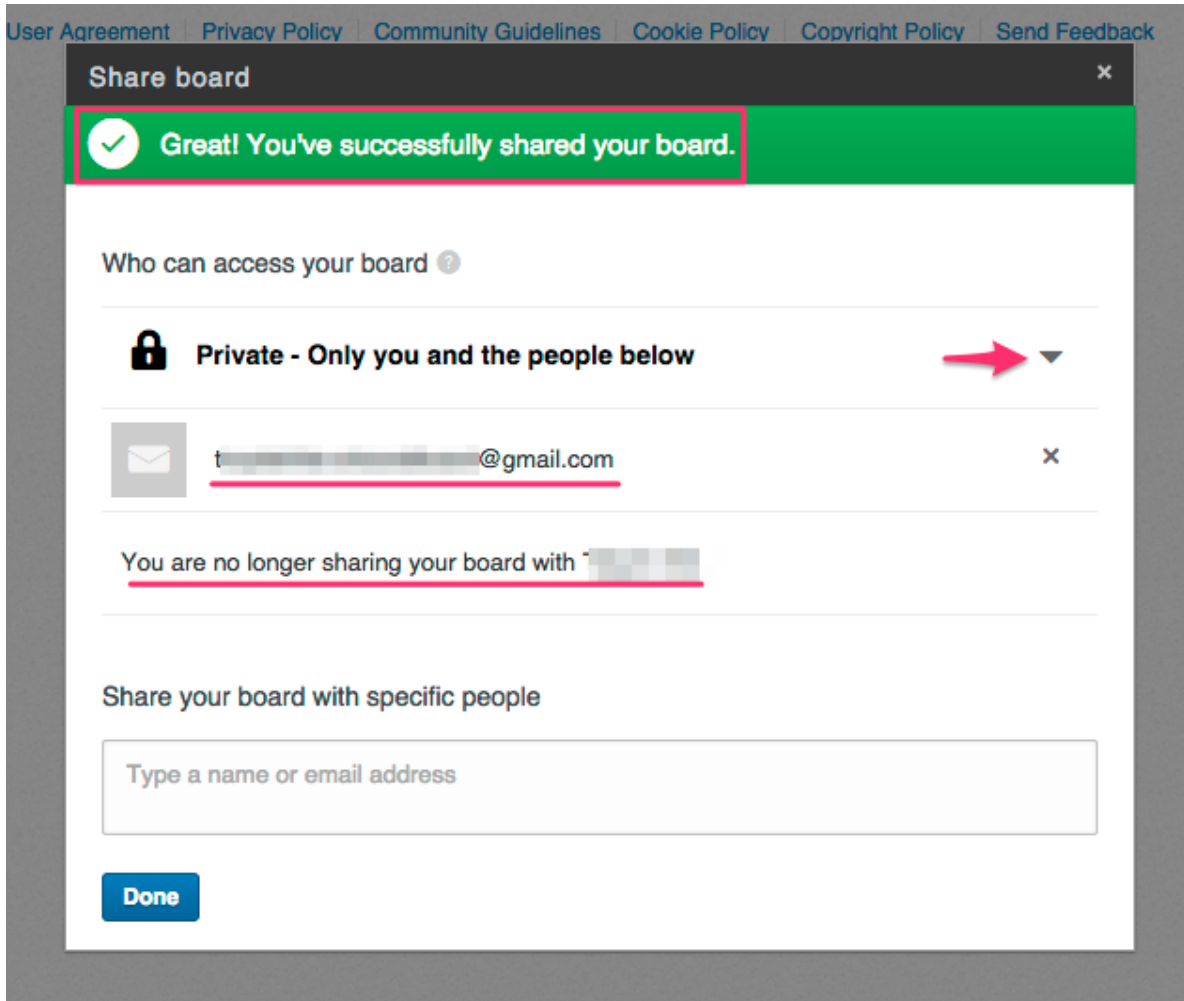 User Agreement Privacy Policy Community Guidelines Cookie Policy Copyright Policy Send Feedback
Share board ×
Great! You've successfully shared your board.
Who can access your board ?
Private - Only you and the people below
@gmail.com ×
You are no longer sharing your board with
Share your board with specific people
Type a name or email address
Done